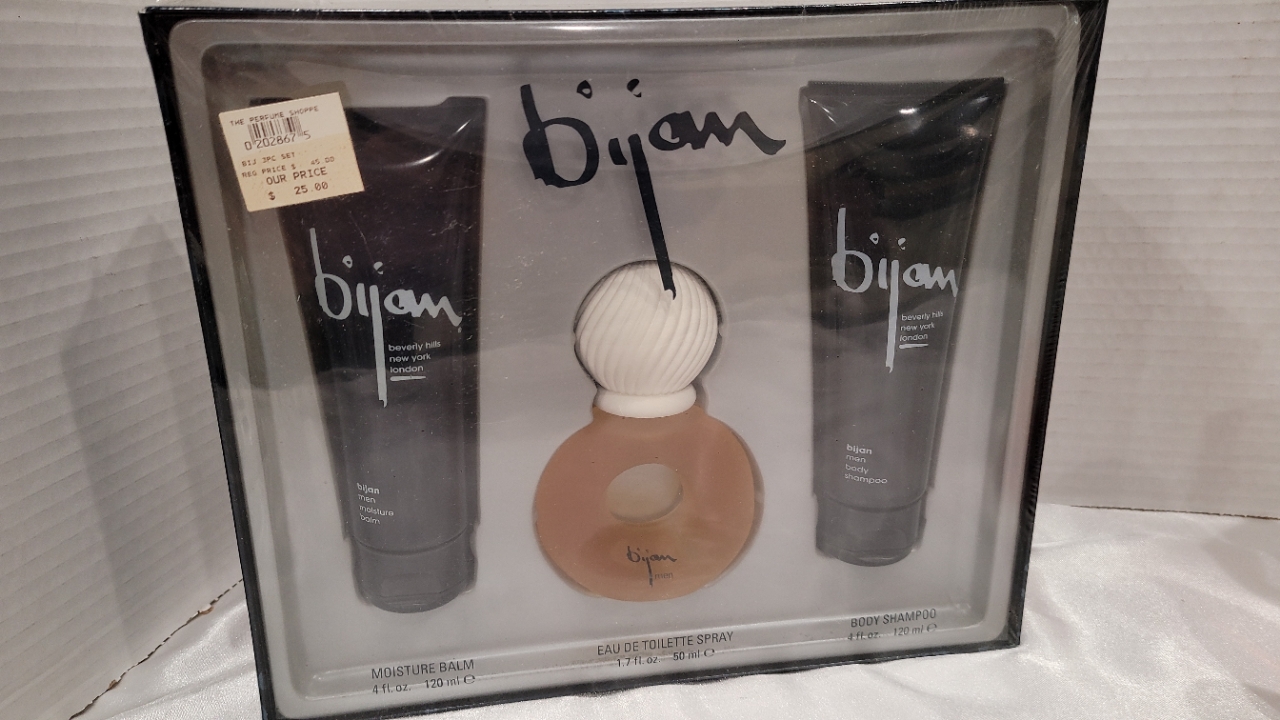 THE PERFUME SHOPPE
0 202867 5
BIJ 3PC SET
REG PRICE $ 45.00
OUR PRICE
$ 25.00
bijan
bijan
beverly hills
new york
london
bijan
men
moisture
balm
bijan
men
bijan
beverly hills
new york
london
bijan
men
body
shampoo
MOISTURE BALM
4 fl. oz. 120 ml ℮
EAU DE TOILETTE SPRAY
1.7 fl. oz. 50 ml ℮
BODY SHAMPOO
4 fl. oz. 120 ml ℮